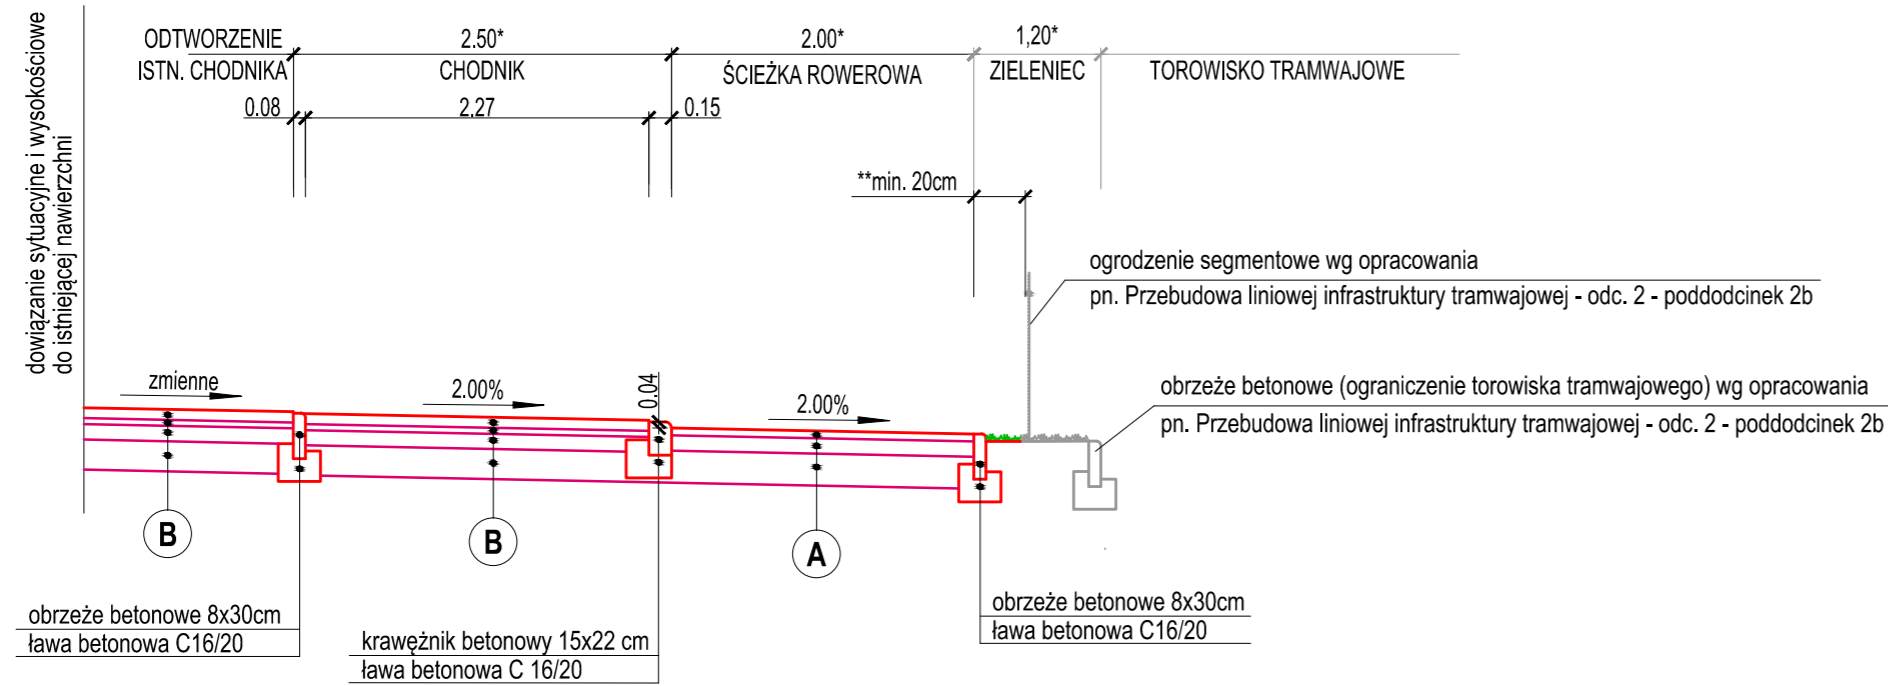 dowiązanie sytuacyjne i wysokościowe
do istniejącej nawierzchni
ODTWORZENIE
ISTN. CHODNIKA
2.50*
CHODNIK
2.00*
ŚCIEŻKA ROWEROWA
1,20*
ZIELENIEC
TOROWISKO TRAMWAJOWE
0.08
2,27
0.15
**min. 20cm
ogrodzenie segmentowe wg opracowania
pn. Przebudowa liniowej infrastruktury tramwajowej - odc. 2 - poddodcinek 2b
obrzeże betonowe (ograniczenie torowiska tramwajowego) wg opracowania
pn. Przebudowa liniowej infrastruktury tramwajowej - odc. 2 - poddodcinek 2b
zmienne
2.00%
0.04
2.00%
B
B
A
obrzeże betonowe 8x30cm
ława betonowa C16/20
krawężnik betonowy 15x22 cm
ława betonowa C 16/20
obrzeże betonowe 8x30cm
ława betonowa C16/20